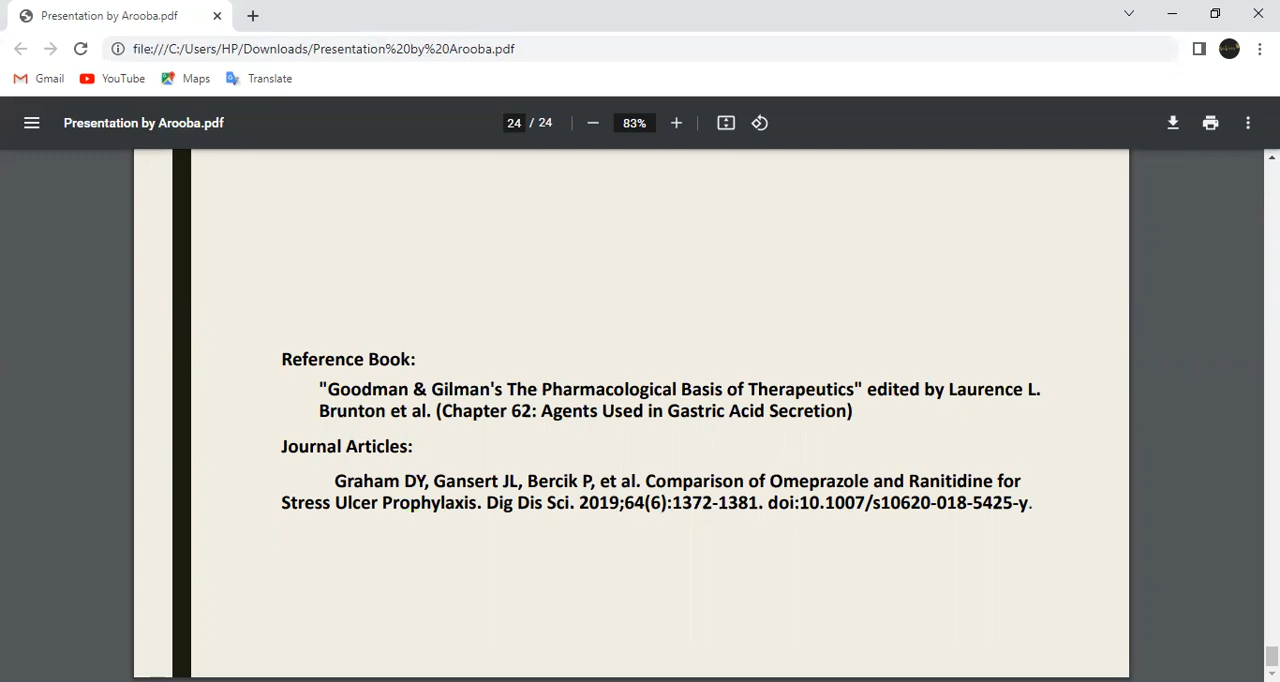 Presentation by Arooba.pdf
file:///C:/Users/HP/Downloads/Presentation%20by%20Arooba.pdf
Gmail YouTube Maps Translate
Presentation by Arooba.pdf 24 / 24 83%
Reference Book:
"Goodman & Gilman's The Pharmacological Basis of Therapeutics" edited by Laurence L.
Brunton et al. (Chapter 62: Agents Used in Gastric Acid Secretion)
Journal Articles:
Graham DY, Gansert JL, Bercik P, et al. Comparison of Omeprazole and Ranitidine for
Stress Ulcer Prophylaxis. Dig Dis Sci. 2019;64(6):1372-1381. doi:10.1007/s10620-018-5425-y.